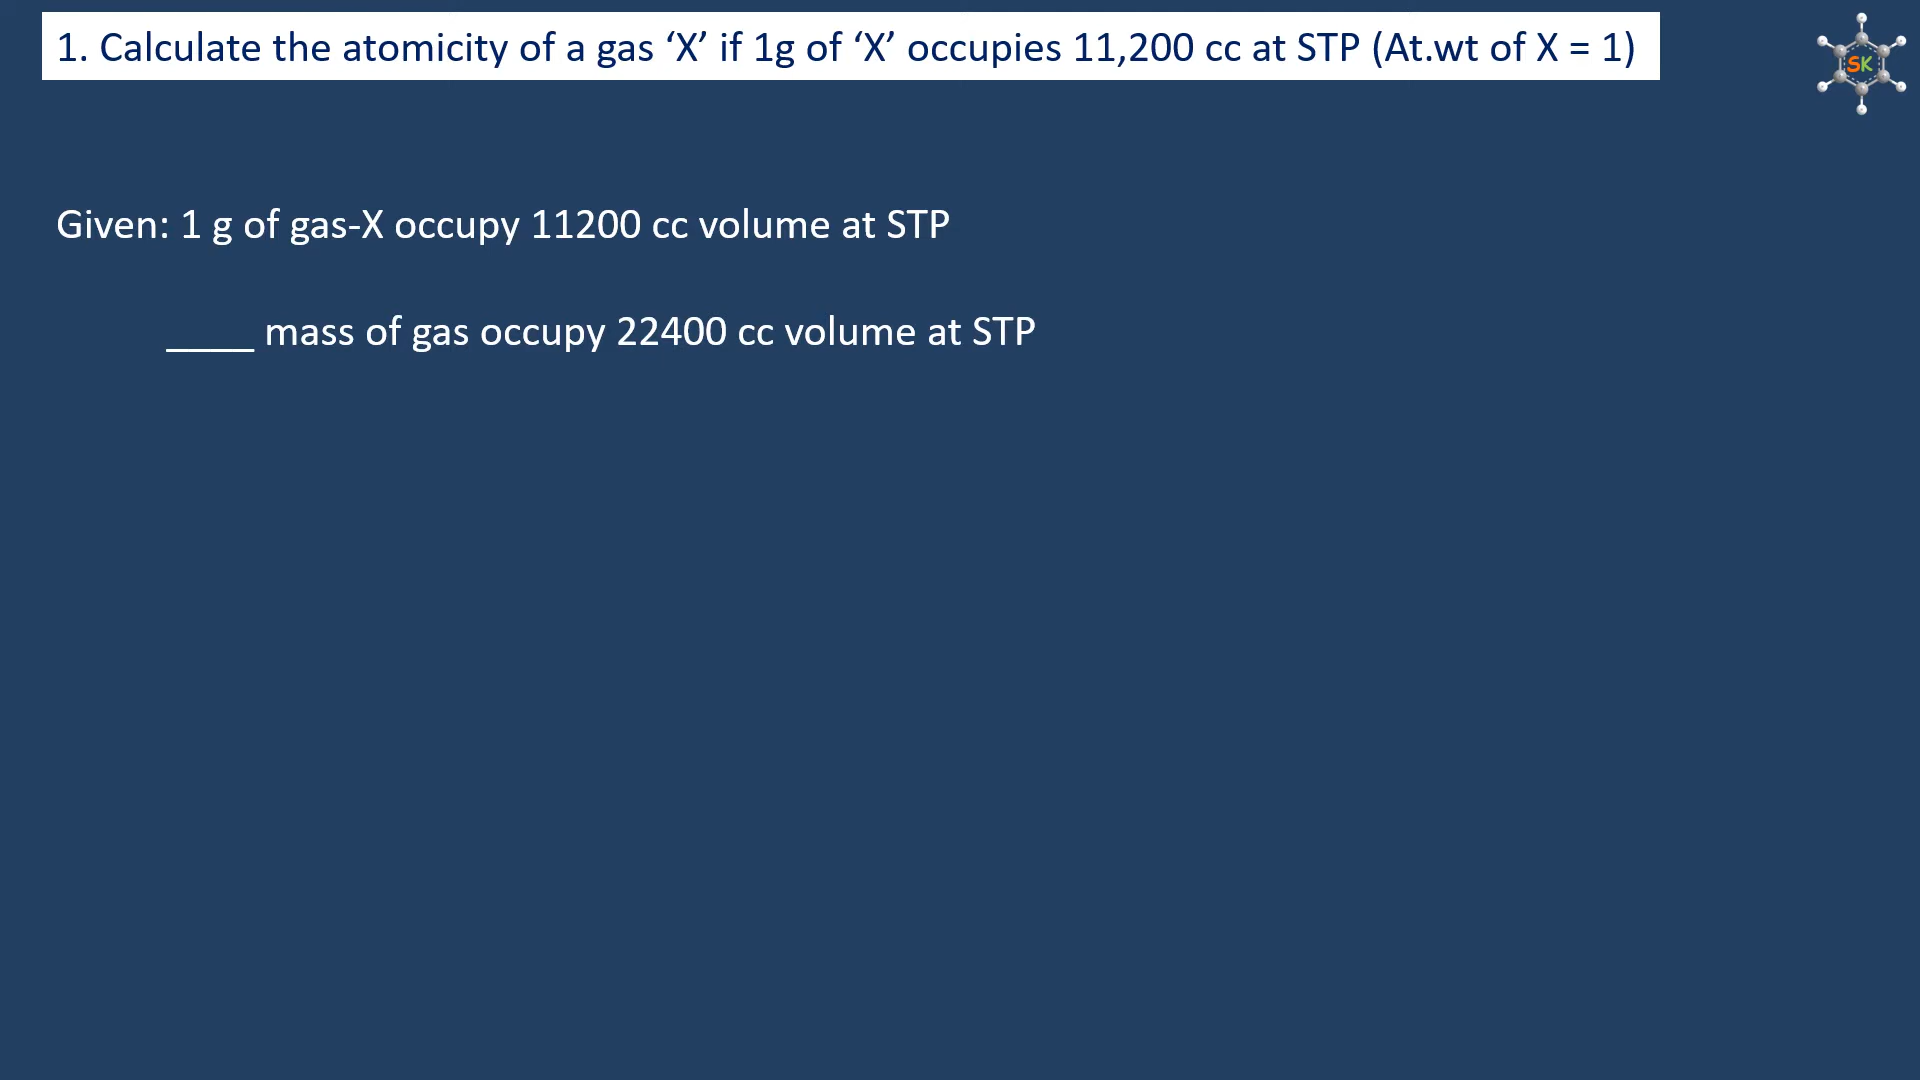 1. Calculate the atomicity of a gas ‘X’ if 1g of ‘X’ occupies 11,200 cc at STP (At.wt of X = 1)
SK
Given: 1 g of gas-X occupy 11200 cc volume at STP
____ mass of gas occupy 22400 cc volume at STP